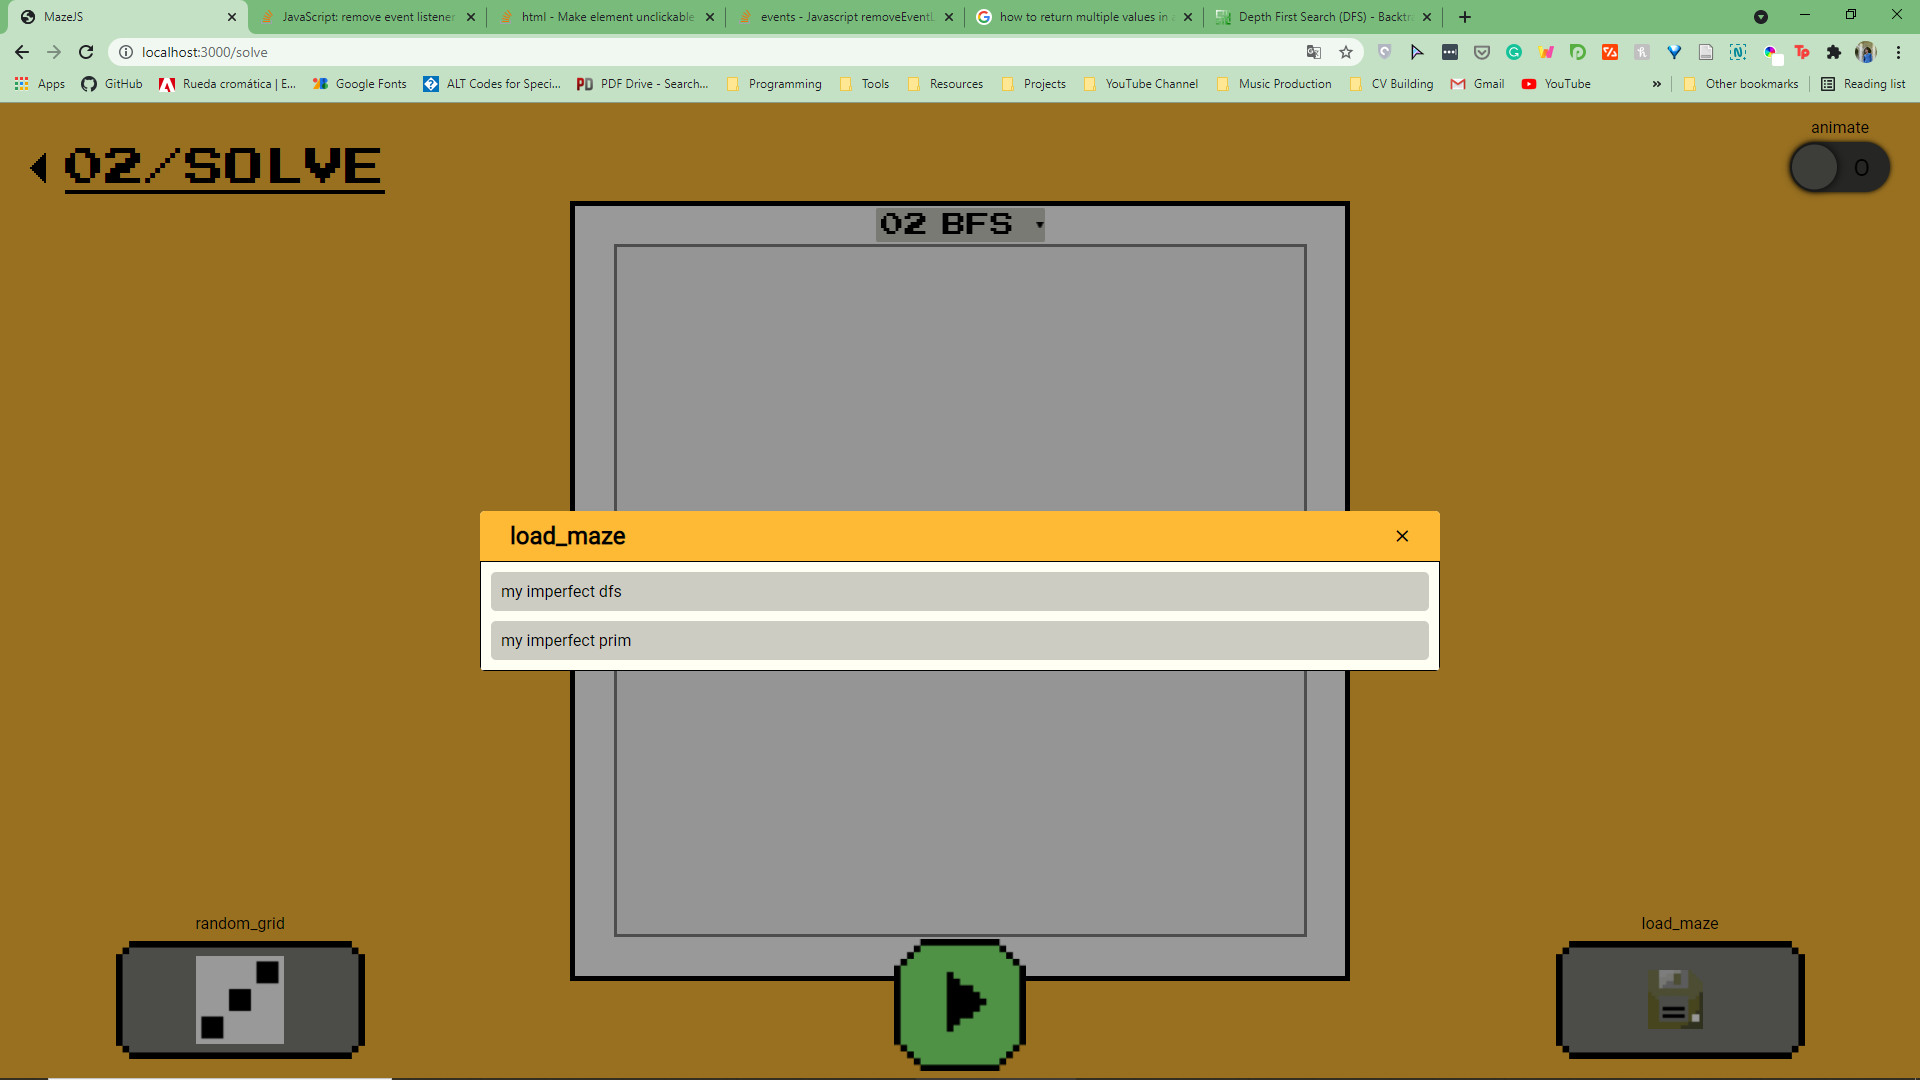 MazeJS
JavaScript: remove event listener
html - Make element unclickable
events - Javascript removeEventL
how to return multiple values in
Depth First Search (DFS) - Backtra
localhost:3000/solve
Apps
GitHub
Rueda cromática | E...
Google Fonts
ALT Codes for Speci...
PDF Drive - Search...
Programming
Tools
Resources
Projects
YouTube Channel
Music Production
CV Building
Gmail
YouTube
»
Other bookmarks
Reading list
02/SOLVE
animate
O
02 BFS
load_maze
my imperfect dfs
my imperfect prim
random_grid
load_maze